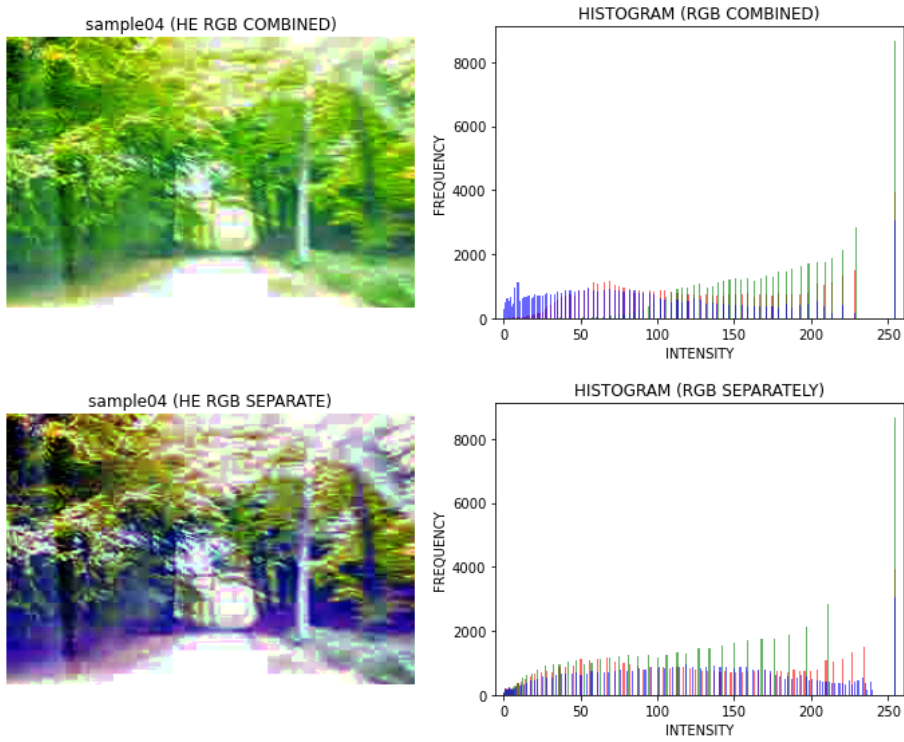 sample04 (HE RGB COMBINED)
HISTOGRAM (RGB COMBINED)
8000
6000
4000
2000
0
FREQUENCY
0 50 100 150 200 250
INTENSITY
sample04 (HE RGB SEPARATE)
HISTOGRAM (RGB SEPARATELY)
8000
6000
4000
2000
0
FREQUENCY
0 50 100 150 200 250
INTENSITY